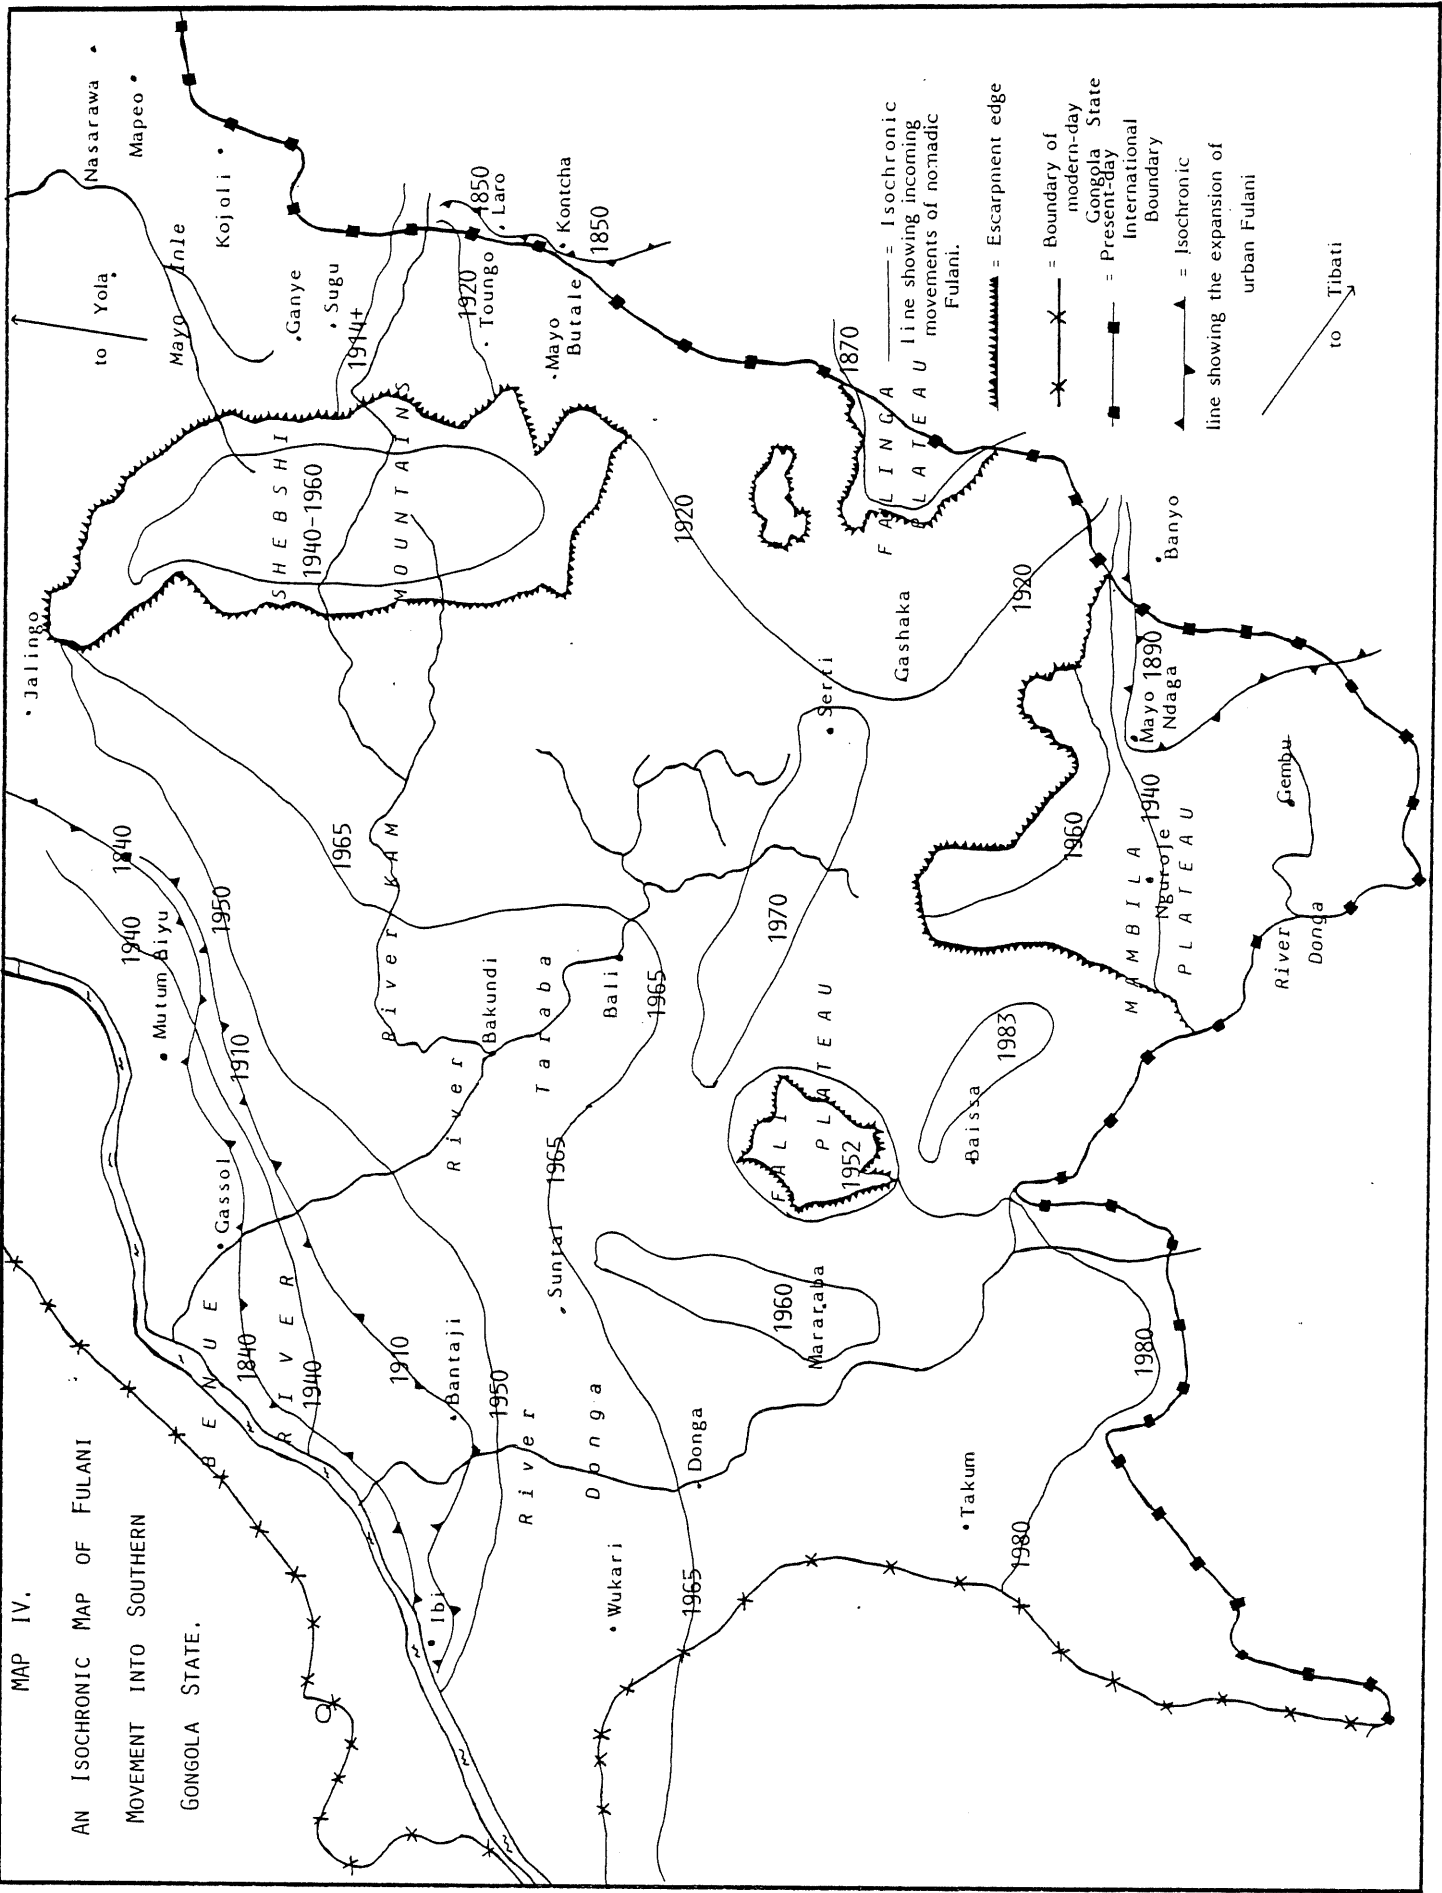 MAP IV.
AN ISOCHRONIC MAP OF FULANI
MOVEMENT INTO SOUTHERN
GONGOLA STATE.
to Yola
Nasarawa
Mapeo
Mayo Inle
Kojoli
Jalingo
Ganye
Sugu
1914+
SHEBSHI
1940-1960
MOUNTAINS
1850
Laro
1920
Toungo
Kontcha
1850
Mayo
Butale
1840
1940
Mutum Biyu
1950
1965
RIVER KAM
1910
Gassol
BENUE
RIVER
1840
1940
1910
Bantaji
1950
River
Taraba
Bakundi
Bali
1965
1965
Suntai
River
Donga
Ibi
Wukari
1965
Donga
1920
1870
FALINGA
PLATEAU
Serti
Gashaka
1920
1970
FALI
PLATEAU
1952
1960
Mararaba
1983
Baissa
Takum
1980
1980
1960
MAMBILA
PLATEAU
1940
Nguroje
Mayo
Ndaga
1890
Banyo
Gembu
River
Donga
= Isochronic
line showing incoming
movements of nomadic
Fulani.
= Escarpment edge
= Boundary of
modern-day
Gongola State
= Present-day
International
Boundary
= Isochronic
line showing the expansion of
urban Fulani
to Tibati